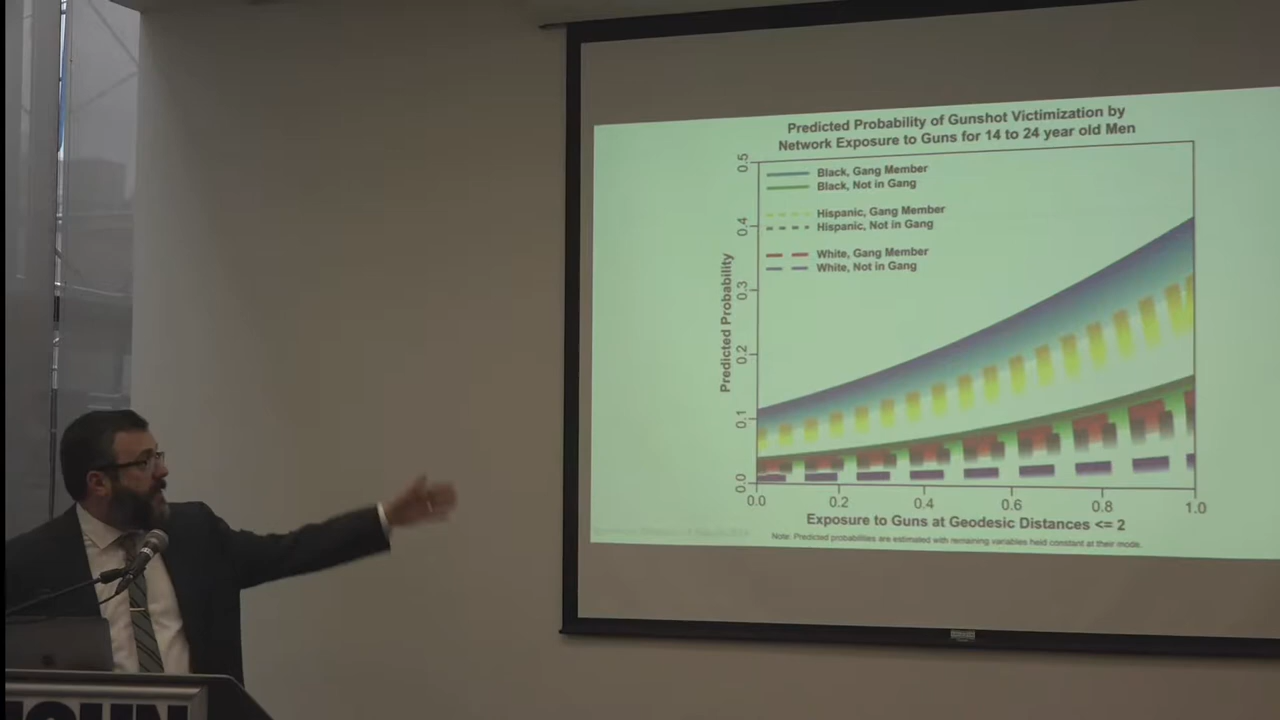 Predicted Probability of Gunshot Victimization by
Network Exposure to Guns for 14 to 24 year old Men
Black, Gang Member
Black, Not in Gang
Hispanic, Gang Member
Hispanic, Not in Gang
White, Gang Member
White, Not in Gang
Predicted Probability
0.5
0.4
0.3
0.2
0.1
0.0
0.0 0.2 0.4 0.6 0.8 1.0
Exposure to Guns at Geodesic Distances <= 2
Note: Predicted probabilities are estimated with remaining variables held constant at their mode.